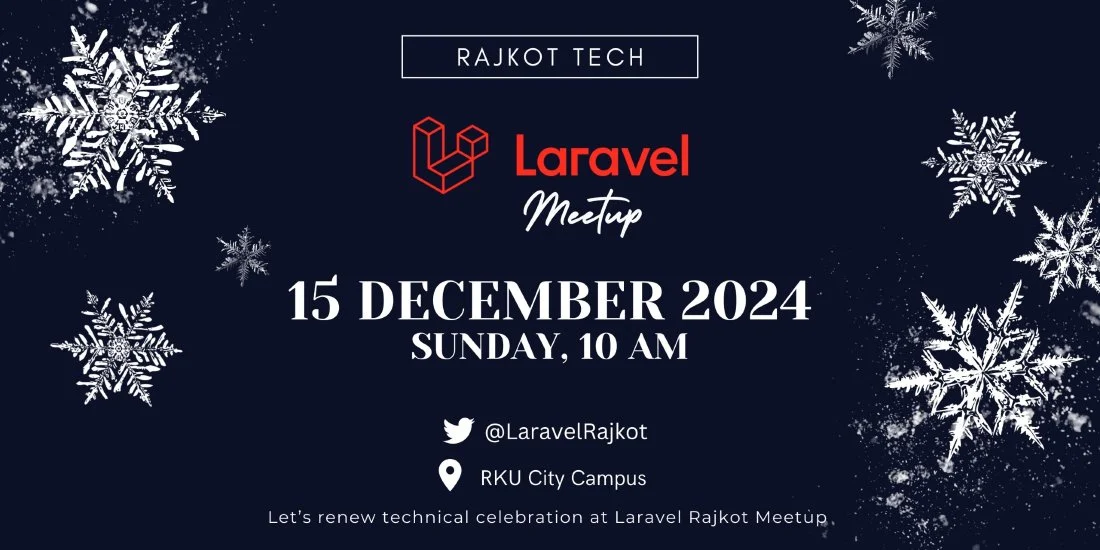 RAJKOT TECH
Laravel
Meetup
15 DECEMBER 2024
SUNDAY, 10 AM
@LaravelRajkot
RKU City Campus
Let's renew technical celebration at Laravel Rajkot Meetup